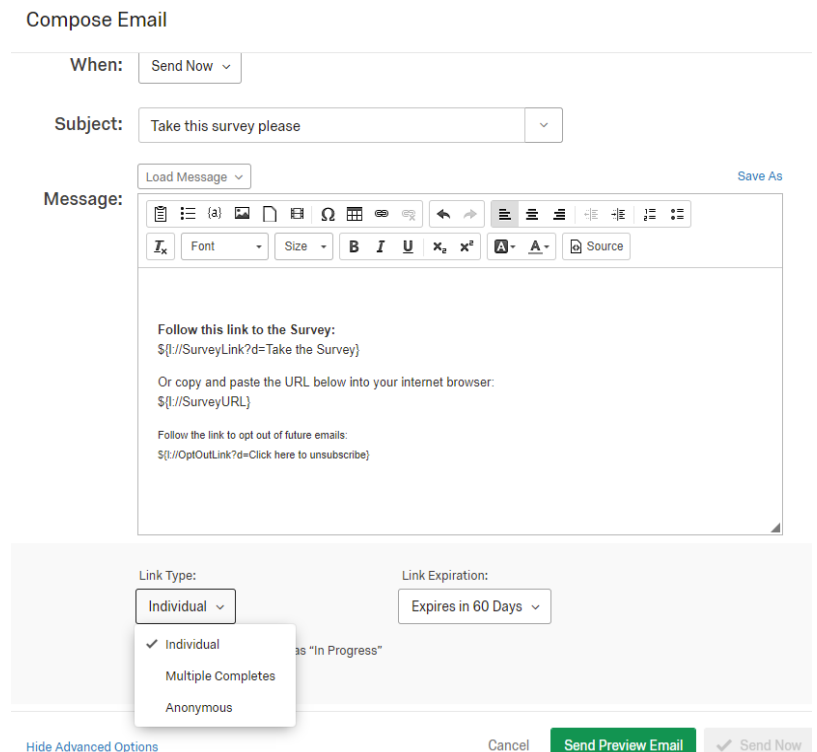 Compose Email
When: Send Now
Subject: Take this survey please
Load Message Save As
Message:
{a} Ω
Font Size B I U x₂ x² A A Source
Follow this link to the Survey:
${l://SurveyLink?d=Take the Survey}
Or copy and paste the URL below into your internet browser:
${l://SurveyURL}
Follow the link to opt out of future emails:
${l://OptOutLink?d=Click here to unsubscribe}
Link Type: Link Expiration:
Individual Expires in 60 Days
Individual
as “In Progress”
Multiple Completes
Anonymous
Hide Advanced Options Cancel Send Preview Email Send Now